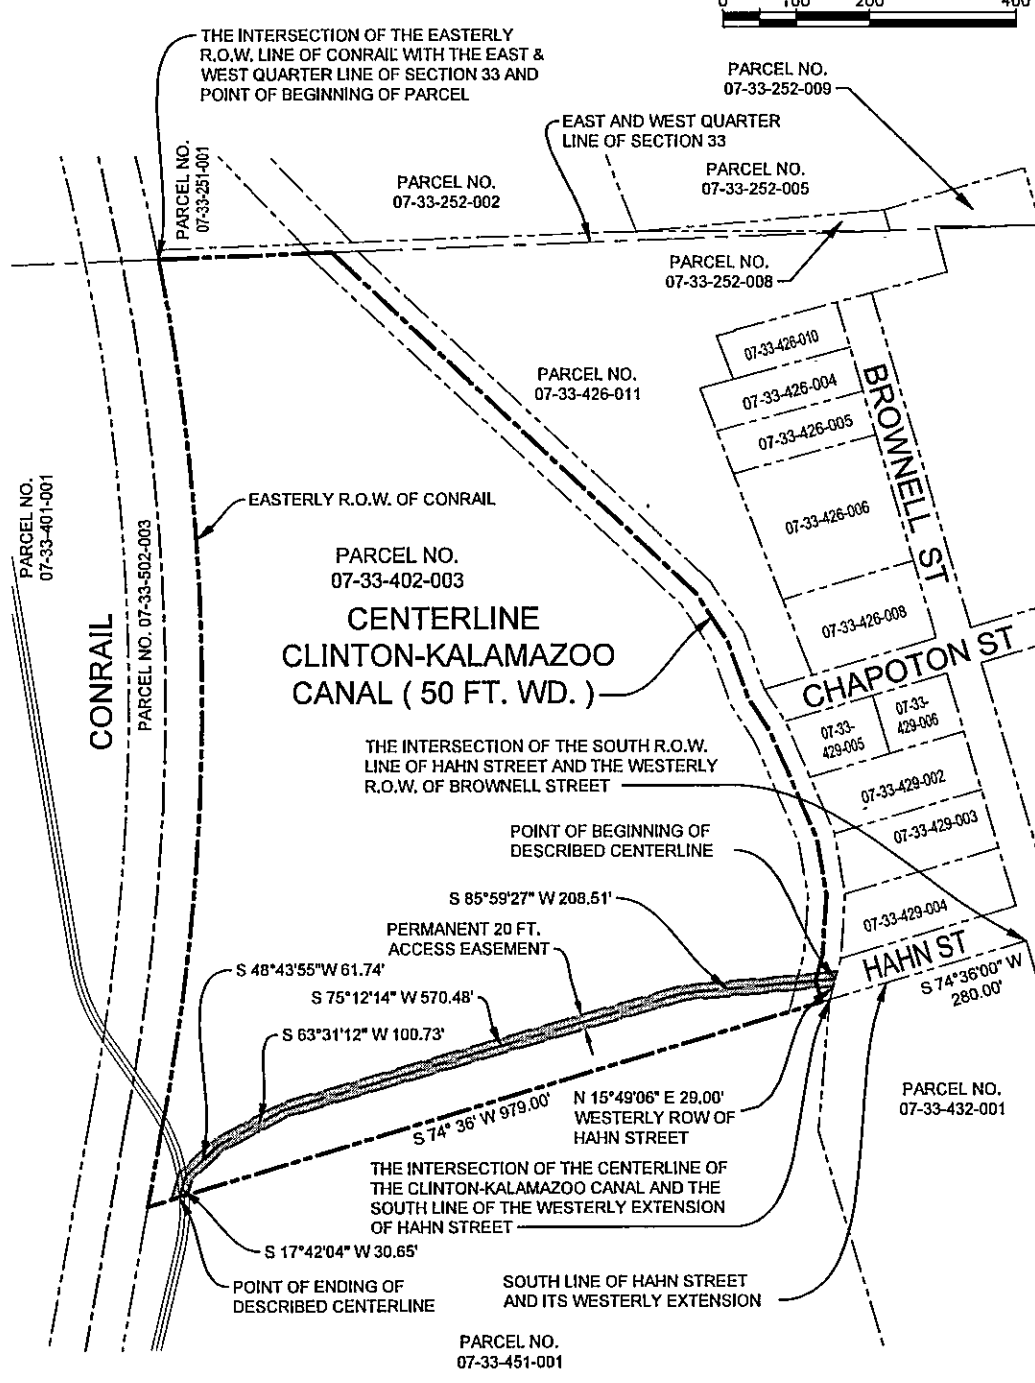 0 100 200 400
THE INTERSECTION OF THE EASTERLY
R.O.W. LINE OF CONRAIL WITH THE EAST &
WEST QUARTER LINE OF SECTION 33 AND
POINT OF BEGINNING OF PARCEL
PARCEL NO.
07-33-252-009
EAST AND WEST QUARTER
LINE OF SECTION 33
PARCEL NO.
07-33-251-001
PARCEL NO.
07-33-252-002
PARCEL NO.
07-33-252-005
PARCEL NO.
07-33-252-008
07-33-426-010
07-33-426-004
07-33-426-005
07-33-426-006
07-33-426-008
BROWNELL ST
PARCEL NO.
07-33-426-011
PARCEL NO.
07-33-401-001
EASTERLY R.O.W. OF CONRAIL
PARCEL NO. 07-33-502-003
CONRAIL
PARCEL NO.
07-33-402-003
CENTERLINE
CLINTON-KALAMAZOO
CANAL ( 50 FT. WD. )
CHAPOTON ST
07-33-
429-005
07-33-
429-006
07-33-429-002
07-33-429-003
07-33-429-004
THE INTERSECTION OF THE SOUTH R.O.W.
LINE OF HAHN STREET AND THE WESTERLY
R.O.W. OF BROWNELL STREET
POINT OF BEGINNING OF
DESCRIBED CENTERLINE
S 85°59'27" W 208.51'
PERMANENT 20 FT.
ACCESS EASEMENT
HAHN ST
S 74°36'00" W
280.00'
S 48°43'55"W 61.74'
S 75°12'14" W 570.48'
S 63°31'12" W 100.73'
S 74° 36' W 979.00'
N 15°49'06" E 29.00'
WESTERLY ROW OF
HAHN STREET
PARCEL NO.
07-33-432-001
THE INTERSECTION OF THE CENTERLINE OF
THE CLINTON-KALAMAZOO CANAL AND THE
SOUTH LINE OF THE WESTERLY EXTENSION
OF HAHN STREET
S 17°42'04" W 30.65'
POINT OF ENDING OF
DESCRIBED CENTERLINE
SOUTH LINE OF HAHN STREET
AND ITS WESTERLY EXTENSION
PARCEL NO.
07-33-451-001